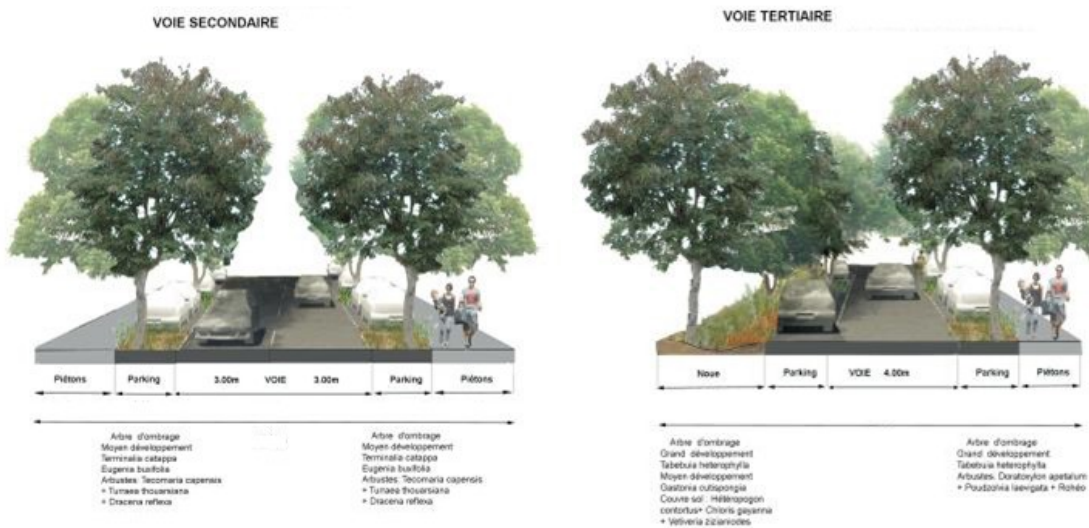 VOIE SECONDAIRE
Piétons
Parking
3.00m
VOIE
3.00m
Parking
Piétons
Arbre d'ombrage
Moyen développement
Terminalia catappa
Eugenia buxifolia
Arbustes: Tecomaria capensis
+ Turraea thouarsiana
+ Dracena reflexa
Arbre d'ombrage
Moyen développement
Terminalia catappa
Eugenia buxifolia
Arbustes: Tecomaria capensis
+ Turraea thouarsiana
+ Dracena reflexa
VOIE TERTIAIRE
Noue
Parking
VOIE
4.00m
Parking
Piétons
Arbre d'ombrage
Grand développement
Tabebuia heterophylla
Moyen développement
Gastonia cutispongia
Couvre sol : Héteropogon
contortus+ Chloris gayanna
+ Vetiveria zizianiodes
Arbre d'ombrage
Grand développement
Tabebuia heterophylla
Arbustes: Doratoxylon apetalum
+ Poudzolvia laevigata + Rohéo